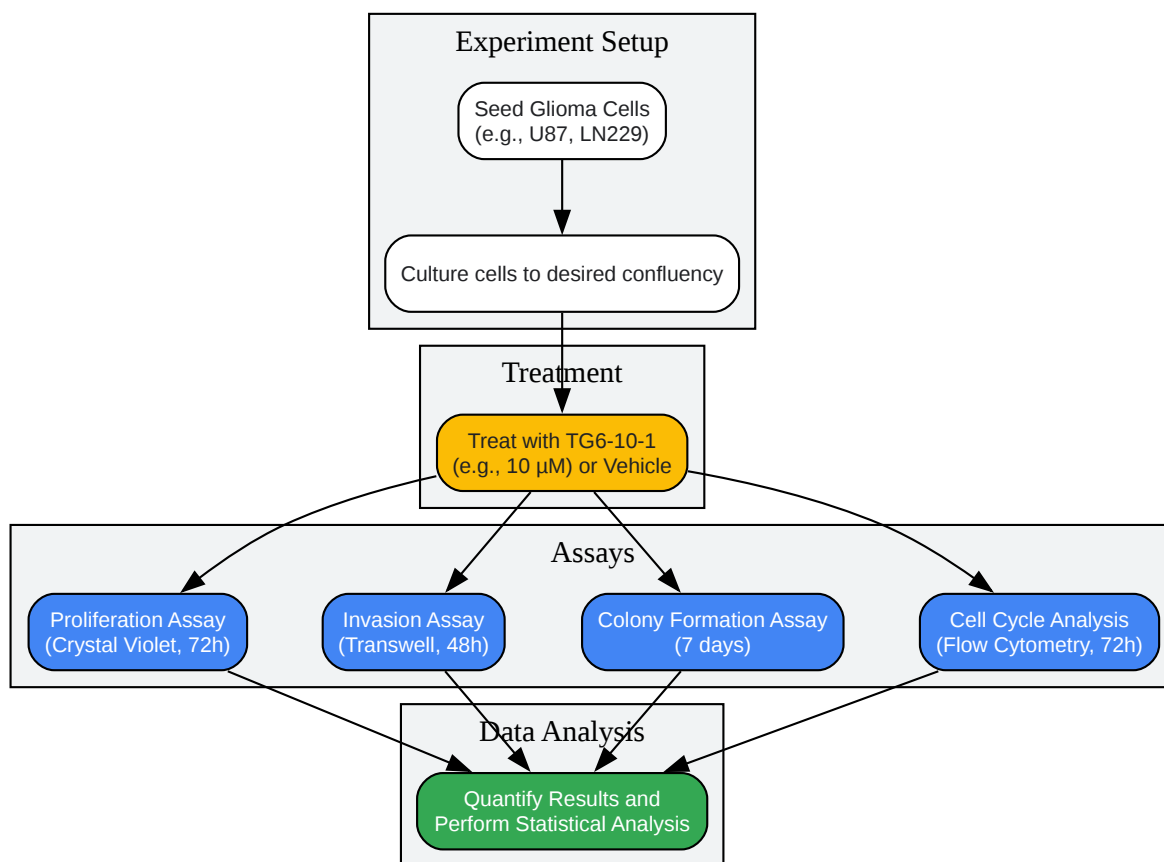 Experiment Setup
Seed Glioma Cells
(e.g., U87, LN229)
Culture cells to desired confluency
Treatment
Treat with TG6-10-1
(e.g., 10 µM) or Vehicle
Assays
Proliferation Assay
(Crystal Violet, 72h)
Invasion Assay
(Transwell, 48h)
Colony Formation Assay
(7 days)
Cell Cycle Analysis
(Flow Cytometry, 72h)
Data Analysis
Quantify Results and
Perform Statistical Analysis